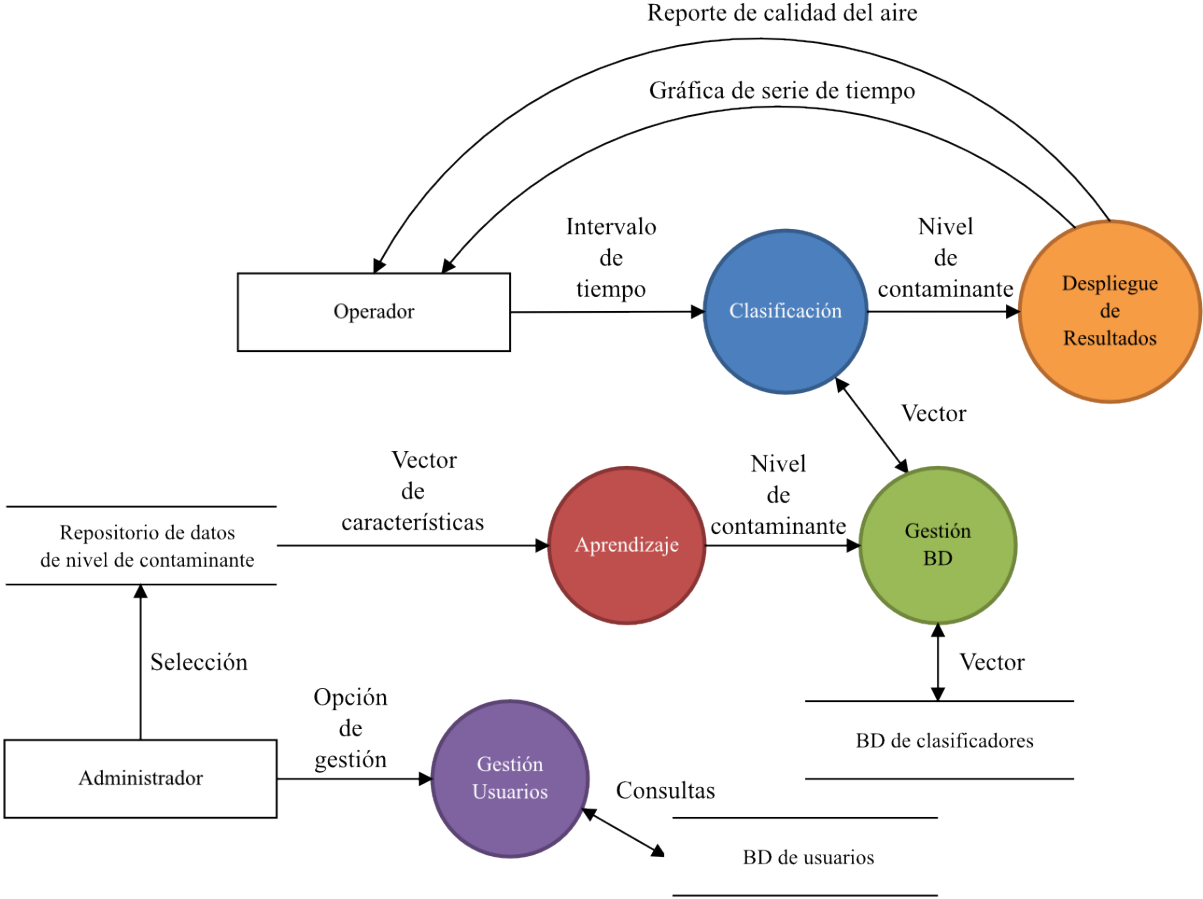 Reporte de calidad del aire
Gráfica de serie de tiempo
Intervalo
de
tiempo
Nivel
de
contaminante
Operador
Clasificación
Despliegue
de
Resultados
Vector
Vector
de
características
Nivel
de
contaminante
Repositorio de datos
de nivel de contaminante
Aprendizaje
Gestión
BD
Selección
Vector
Opción
de
gestión
BD de clasificadores
Administrador
Gestión
Usuarios
Consultas
BD de usuarios